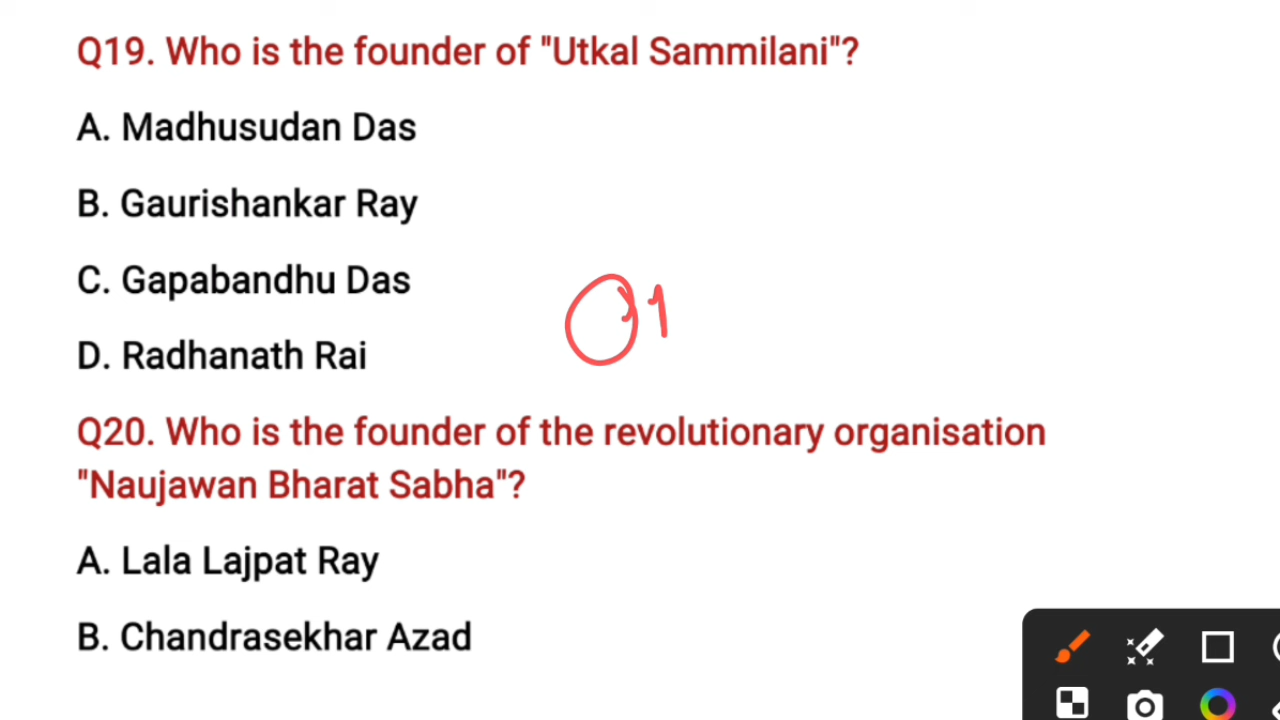 Q19. Who is the founder of "Utkal Sammilani"?
A. Madhusudan Das
B. Gaurishankar Ray
C. Gapabandhu Das
D. Radhanath Rai
Q20. Who is the founder of the revolutionary organisation
"Naujawan Bharat Sabha"?
A. Lala Lajpat Ray
B. Chandrasekhar Azad